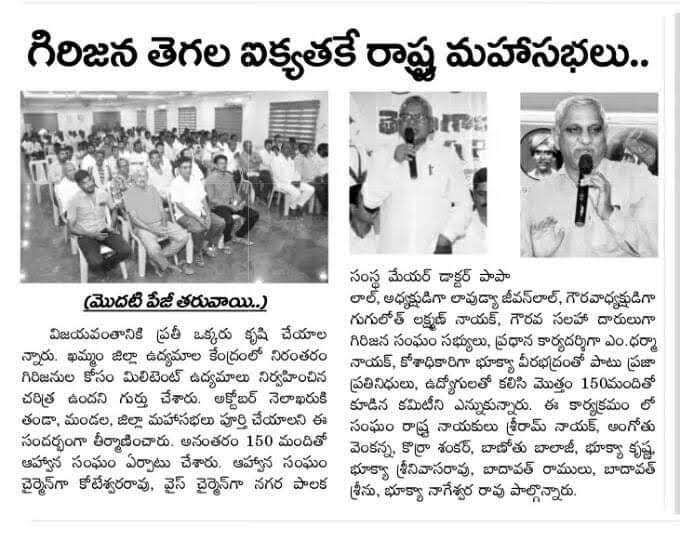 గిరిజన తెగల ఐక్యతకే రాష్ట్ర మహాసభలు..
(మొదటి పేజీ తరువాయి..)
విజయవంతానికి ప్రతీ ఒక్కరు కృషి చేయాల
న్నారు. ఖమ్మం జిల్లా ఉద్యమాల కేంద్రంలో నిరంతరం
గిరిజనుల కోసం మిలిటెంట్ ఉద్యమాలు నిర్వహించిన
చరిత్ర ఉందని గుర్తు చేశారు. అక్టోబర్ నెలాఖరుకి
తండా, మండల, జిల్లా మహాసభలు పూర్తి చేయాలని ఈ
సందర్భంగా తీర్మాణించారు. అనంతరం 150 మందితో
ఆహ్వాన సంఘం ఏర్పాటు చేశారు. ఆహ్వాన సంఘం
చైర్మెన్‌గా కోటేశ్వరరావు, వైస్ చైర్మెన్‌గా నగర పాలక
సంస్థ మేయర్ డాక్టర్ పాపా
లాల్, అధ్యక్షుడిగా లావుడ్యా జీవన్‌లాల్, గౌరవాధ్యక్షుడిగా
గుగులోత్ లక్ష్మణ్ నాయక్, గౌరవ సలహా దారులుగా
గిరిజన సంఘం సభ్యులు, ప్రధాన కార్యదర్శిగా ఎం.ధర్మా
నాయక్, కోశాధికారిగా భూక్యా వీరభద్రంతో పాటు ప్రజా
ప్రతినిధులు, ఉద్యోగులతో కలిసి మొత్తం 150మందితో
కూడిన కమిటీని ఎన్నుకున్నారు. ఈ కార్యక్రమం లో
సంఘం రాష్ట్ర నాయకులు శ్రీరామ్ నాయక్, అంగోతు
వెంకన్న, కొర్రా శంకర్, బాణోతు బాలాజీ, భూక్యా కృష్ణ,
భూక్యా శ్రీనివాసరావు, బాదావత్ రాములు, బాదావత్
శ్రీను, భూక్యా నాగేశ్వర రావు పాల్గొన్నారు.